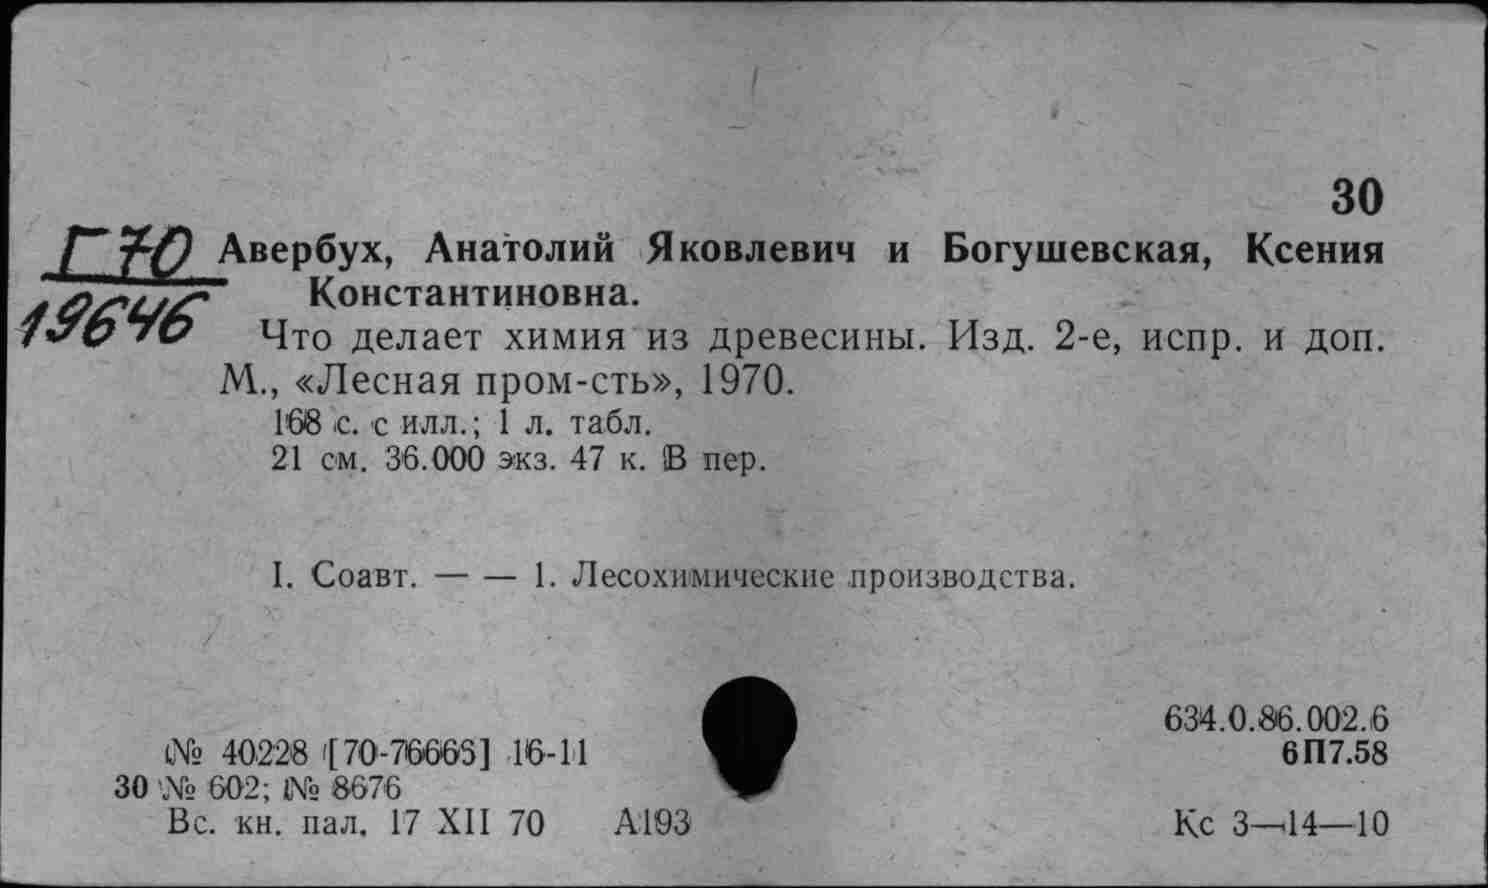 30
Г70 Авербух, Анатолий Яковлевич и Богушевская, Ксения
19646 Константиновна.
Что делает химия из древесины. Изд. 2-е, испр. и доп.
М., «Лесная пром-сть», 1970.
168 с. с илл.; 1 л. табл.
21 см. 36.000 экз. 47 к. В пер.
I. Соавт. — — 1. Лесохимические производства.
634.0.86.002.6
№ 40228 [70-7666S] 16-11
6П7.58
30 № 602; № 8676
Вс. кн. пал. 17 XII 70 А193
Кс 3—14—10